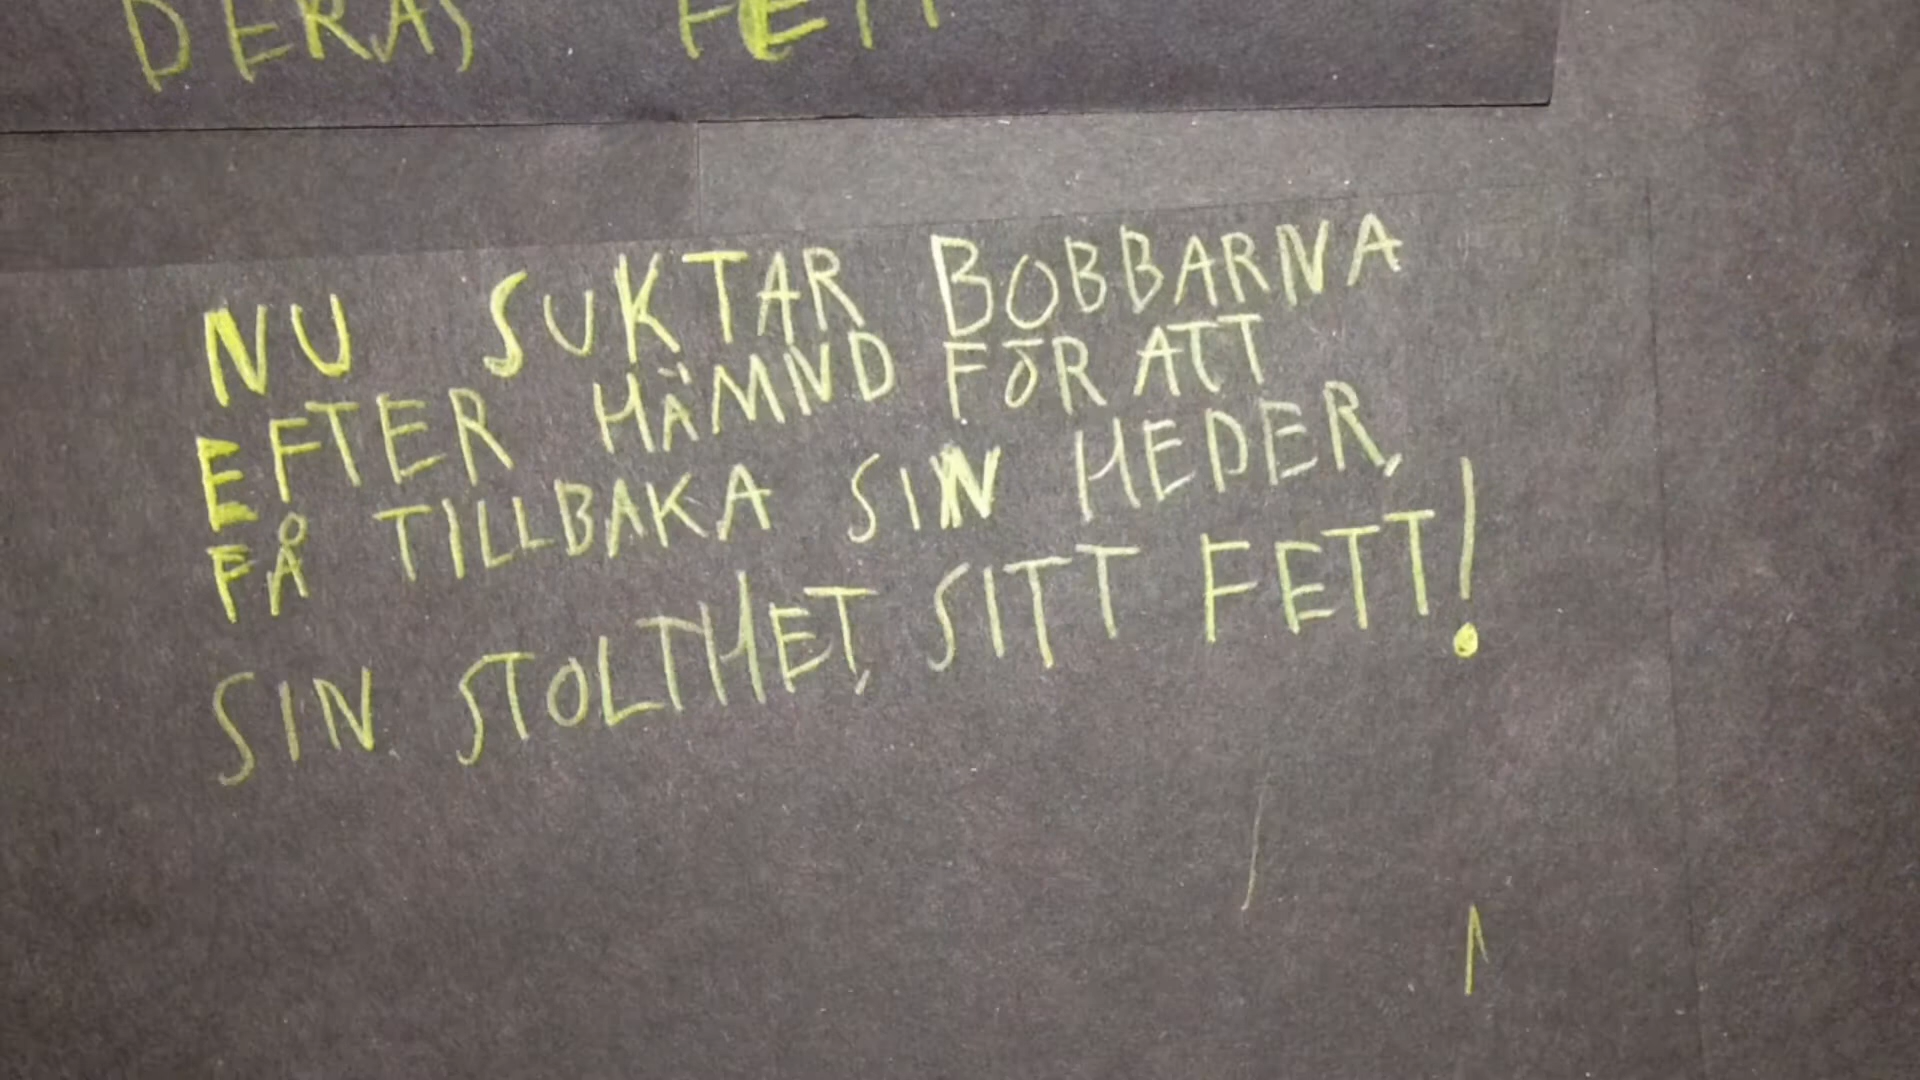 DERAS FETT
NU SUKTAR BOBBARNA
EFTER HÄMND FÖR ATT
FÅ TILLBAKA SIN HEDER,
SIN STOLTHET, SITT FETT!